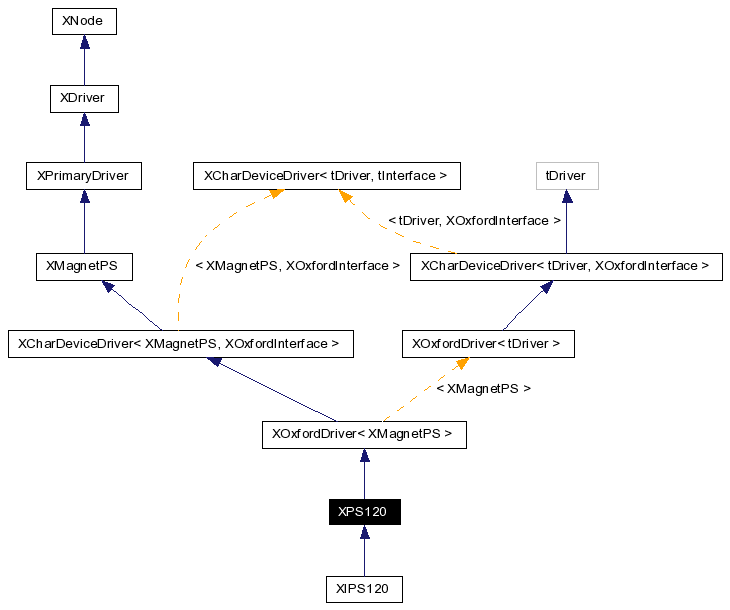 XNode
XDriver
XPrimaryDriver
XCharDeviceDriver< tDriver, tInterface >
tDriver
< tDriver, XOxfordInterface >
XMagnetPS
< XMagnetPS, XOxfordInterface >
XCharDeviceDriver< tDriver, XOxfordInterface >
XCharDeviceDriver< XMagnetPS, XOxfordInterface >
XOxfordDriver< tDriver >
< XMagnetPS >
XOxfordDriver< XMagnetPS >
XPS120
XIPS120